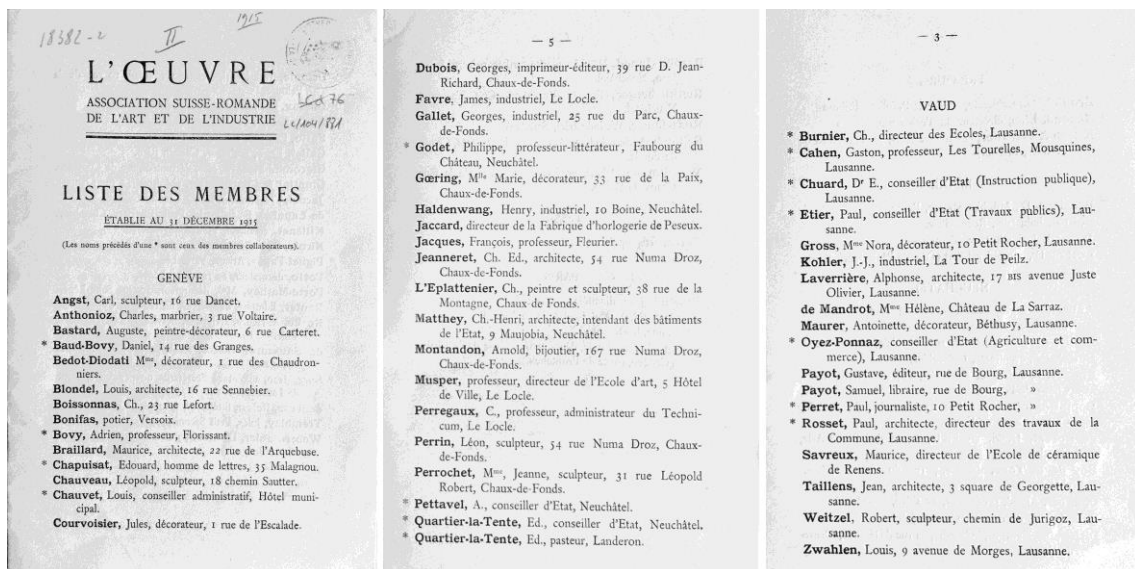 18382-2
II
1915
L'ŒUVRE
ASSOCIATION SUISSE-ROMANDE
DE L'ART ET DE L'INDUSTRIE
LISTE DES MEMBRES
ÉTABLIE AU 31 DÉCEMBRE 1915
(Les noms précédés d'une * sont ceux des membres collaborateurs).
GENÈVE
Angst, Carl, sculpteur, 16 rue Dancet.
Anthonioz, Charles, marbrier, 3 rue Voltaire.
Bastard, Auguste, peintre-décorateur, 6 rue Carteret.
* Baud-Bovy, Daniel, 14 rue des Granges.
Bedot-Diodati Mme, décorateur, 1 rue des Chaudron-
niers.
Blondel, Louis, architecte, 16 rue Sennebier.
Boissonnas, Ch., 23 rue Lefort.
Bonifas, potier, Versoix.
* Bovy, Adrien, professeur, Florissant.
Braillard, Maurice, architecte, 22 rue de l'Arquebuse.
* Chapuisat, Edouard, homme de lettres, 35 Malagnou.
Chauveau, Léopold, sculpteur, 18 chemin Sautter.
* Chauvet, Louis, conseiller administratif, Hôtel muni-
cipal.
Courvoisier, Jules, décorateur, 1 rue de l'Escalade.
— 5 —
Dubois, Georges, imprimeur-éditeur, 39 rue D. Jean-
Richard, Chaux-de-Fonds.
Favre, James, industriel, Le Locle.
Gallet, Georges, industriel, 25 rue du Parc, Chaux-
de-Fonds.
* Godet, Philippe, professeur-littérateur, Faubourg du
Château, Neuchâtel.
Gœring, Mlle Marie, décorateur, 33 rue de la Paix,
Chaux-de-Fonds.
Haldenwang, Henry, industriel, 10 Boine, Neuchâtel.
Jaccard, directeur de la Fabrique d'horlogerie de Peseux.
Jacques, François, professeur, Fleurier.
Jeanneret, Ch. Ed., architecte, 54 rue Numa Droz,
Chaux-de-Fonds.
L'Eplattenier, Ch., peintre et sculpteur, 38 rue de la
Montagne, Chaux de Fonds.
Matthey, Ch.-Henri, architecte, intendant des bâtiments
de l'Etat, 9 Maujobia, Neuchâtel.
Montandon, Arnold, bijoutier, 167 rue Numa Droz,
Chaux-de-Fonds.
Musper, professeur, directeur de l'Ecole d'art, 5 Hôtel
de Ville, Le Locle.
Perregaux, C., professeur, administrateur du Techni-
cum, Le Locle.
Perrin, Léon, sculpteur, 54 rue Numa Droz, Chaux-
de-Fonds.
Perrochet, Mme, Jeanne, sculpteur, 31 rue Léopold
Robert, Chaux-de-Fonds.
* Pettavel, A., conseiller d'Etat, Neuchâtel.
* Quartier-la-Tente, Ed., conseiller d'Etat, Neuchâtel.
* Quartier-la-Tente, Ed., pasteur, Landeron.
— 3 —
VAUD
* Burnier, Ch., directeur des Ecoles, Lausanne.
* Cahen, Gaston, professeur, Les Tourelles, Mousquines,
Lausanne.
* Chuard, Dr E., conseiller d'Etat (Instruction publique),
Lausanne.
* Etier, Paul, conseiller d'Etat (Travaux publics), Lau-
sanne.
Gross, Mme Nora, décorateur, 10 Petit Rocher, Lausanne.
Kohler, J.-J., industriel, La Tour de Peilz.
Laverrière, Alphonse, architecte, 17 BIS avenue Juste
Olivier, Lausanne.
de Mandrot, Mme Hélène, Château de La Sarraz.
Maurer, Antoinette, décorateur, Béthusy, Lausanne.
* Oyez-Ponnaz, conseiller d'Etat (Agriculture et com-
merce), Lausanne.
Payot, Gustave, éditeur, rue de Bourg, Lausanne.
Payot, Samuel, libraire, rue de Bourg, »
* Perret, Paul, journaliste, 10 Petit Rocher, »
* Rosset, Paul, architecte, directeur des travaux de la
Commune, Lausanne.
Savreux, Maurice, directeur de l'Ecole de céramique
de Renens.
Taillens, Jean, architecte, 3 square de Georgette, Lau-
sanne.
Weitzel, Robert, sculpteur, chemin de Jurigoz, Lau-
sanne.
Zwahlen, Louis, 9 avenue de Morges, Lausanne.